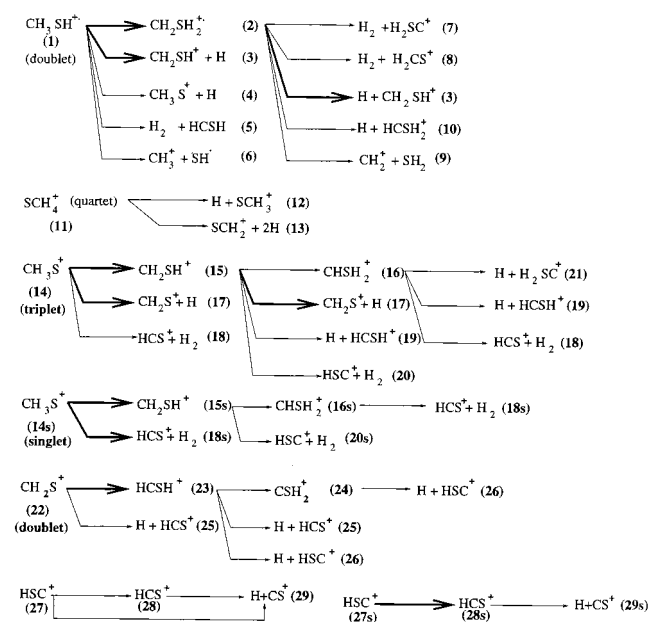 CH₃SH⁺· CH₂SH₂⁺· (2) H₂ + H₂SC⁺ (7)
(1)
(doublet) CH₂SH⁺ + H (3) H₂ + H₂CS⁺ (8)
CH₃S⁺ + H (4) H + CH₂SH⁺ (3)
H₂ + HCSH (5) H + HCSH₂⁺ (10)
CH₃⁺ + SH· (6) CH₂⁺ + SH₂ (9)
SCH₄⁺ (quartet) H + SCH₃⁺ (12)
(11) SCH₂⁺ + 2H (13)
CH₃S⁺ CH₂SH⁺ (15) CHSH₂⁺ (16) H + H₂SC⁺ (21)
(14) CH₂S⁺ + H (17) CH₂S⁺ + H (17) H + HCSH⁺ (19)
(triplet)
HCS⁺ + H₂ (18) H + HCSH⁺ (19) HCS⁺ + H₂ (18)
HSC⁺ + H₂ (20)
CH₃S⁺ CH₂SH⁺ (15s) CHSH₂⁺ (16s) HCS⁺ + H₂ (18s)
(14s)
(singlet) HCS⁺ + H₂ (18s) HSC⁺ + H₂ (20s)
CH₂S⁺ HCSH⁺ (23) CSH₂⁺ (24) H + HSC⁺ (26)
(22)
(doublet) H + HCS⁺ (25) H + HCS⁺ (25)
H + HSC⁺ (26)
HSC⁺ HCS⁺ H+CS⁺ (29) HSC⁺ HCS⁺ H+CS⁺ (29s)
(27) (28) (27s) (28s)